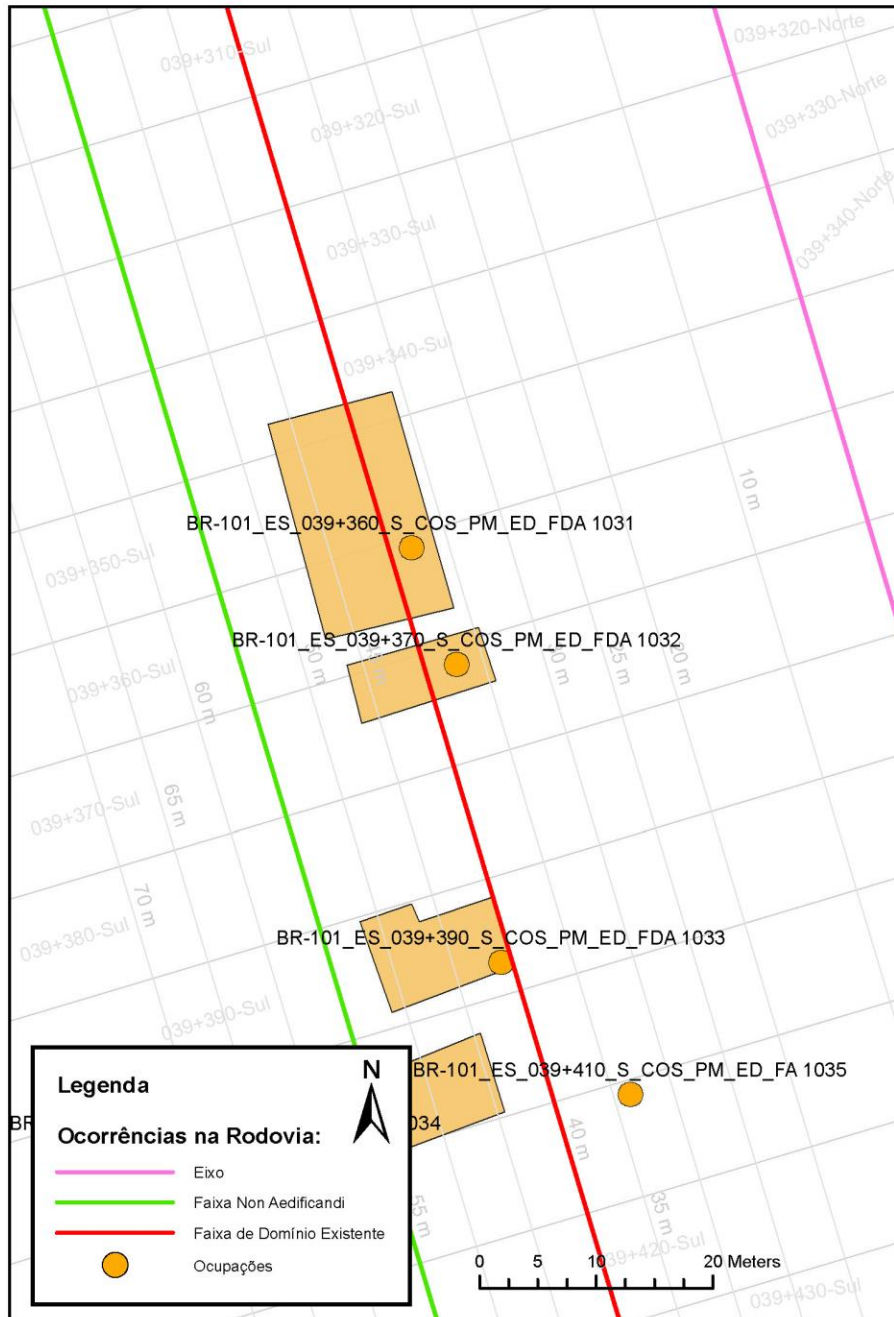 039+320-Norte
039+310-Sul
039+330-Norte
039+320-Sul
039+340-Norte
039+330-Sul
039+340-Sul
10 m
BR-101_ES_039+360_S_COS_PM_ED_FDA 1031
039+350-Sul
BR-101_ES_039+370_S_COS_PM_ED_FDA 1032
50 m
25 m
20 m
039+360-Sul
60 m
65 m
039+370-Sul
70 m
BR-101_ES_039+390_S_COS_PM_ED_FDA 1033
039+380-Sul
039+390-Sul
BR-101_ES_039+410_S_COS_PM_ED_FA 1035
Legenda
N
BR
034
Ocorrências na Rodovia:
40 m
Eixo
Faixa Non Aedificandi
55 m
35 m
Faixa de Domínio Existente
039+420-Sul
Ocupações
0 5 10 20 Meters
039+430-Sul